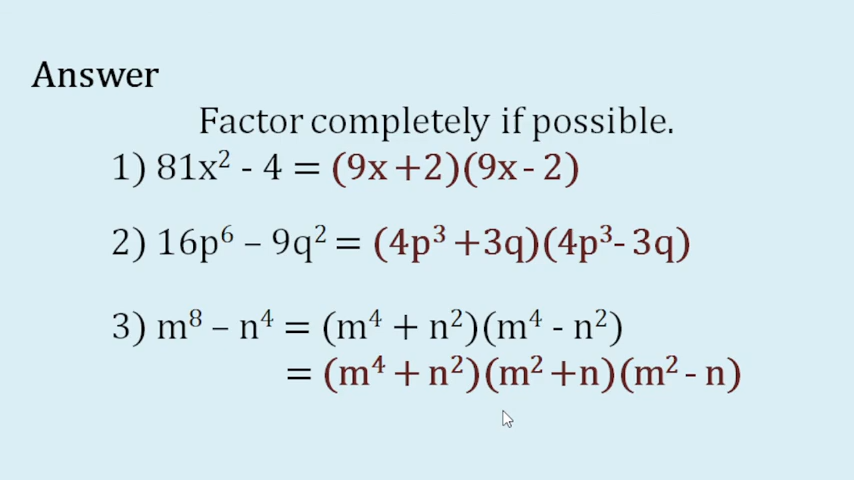 Answer
Factor completely if possible.
1) 81x² - 4 = (9x +2)(9x - 2)
2) 16p⁶ – 9q² = (4p³ +3q)(4p³- 3q)
3) m⁸ – n⁴ = (m⁴ + n²)(m⁴ - n²)
= (m⁴ + n²)(m² +n)(m² - n)